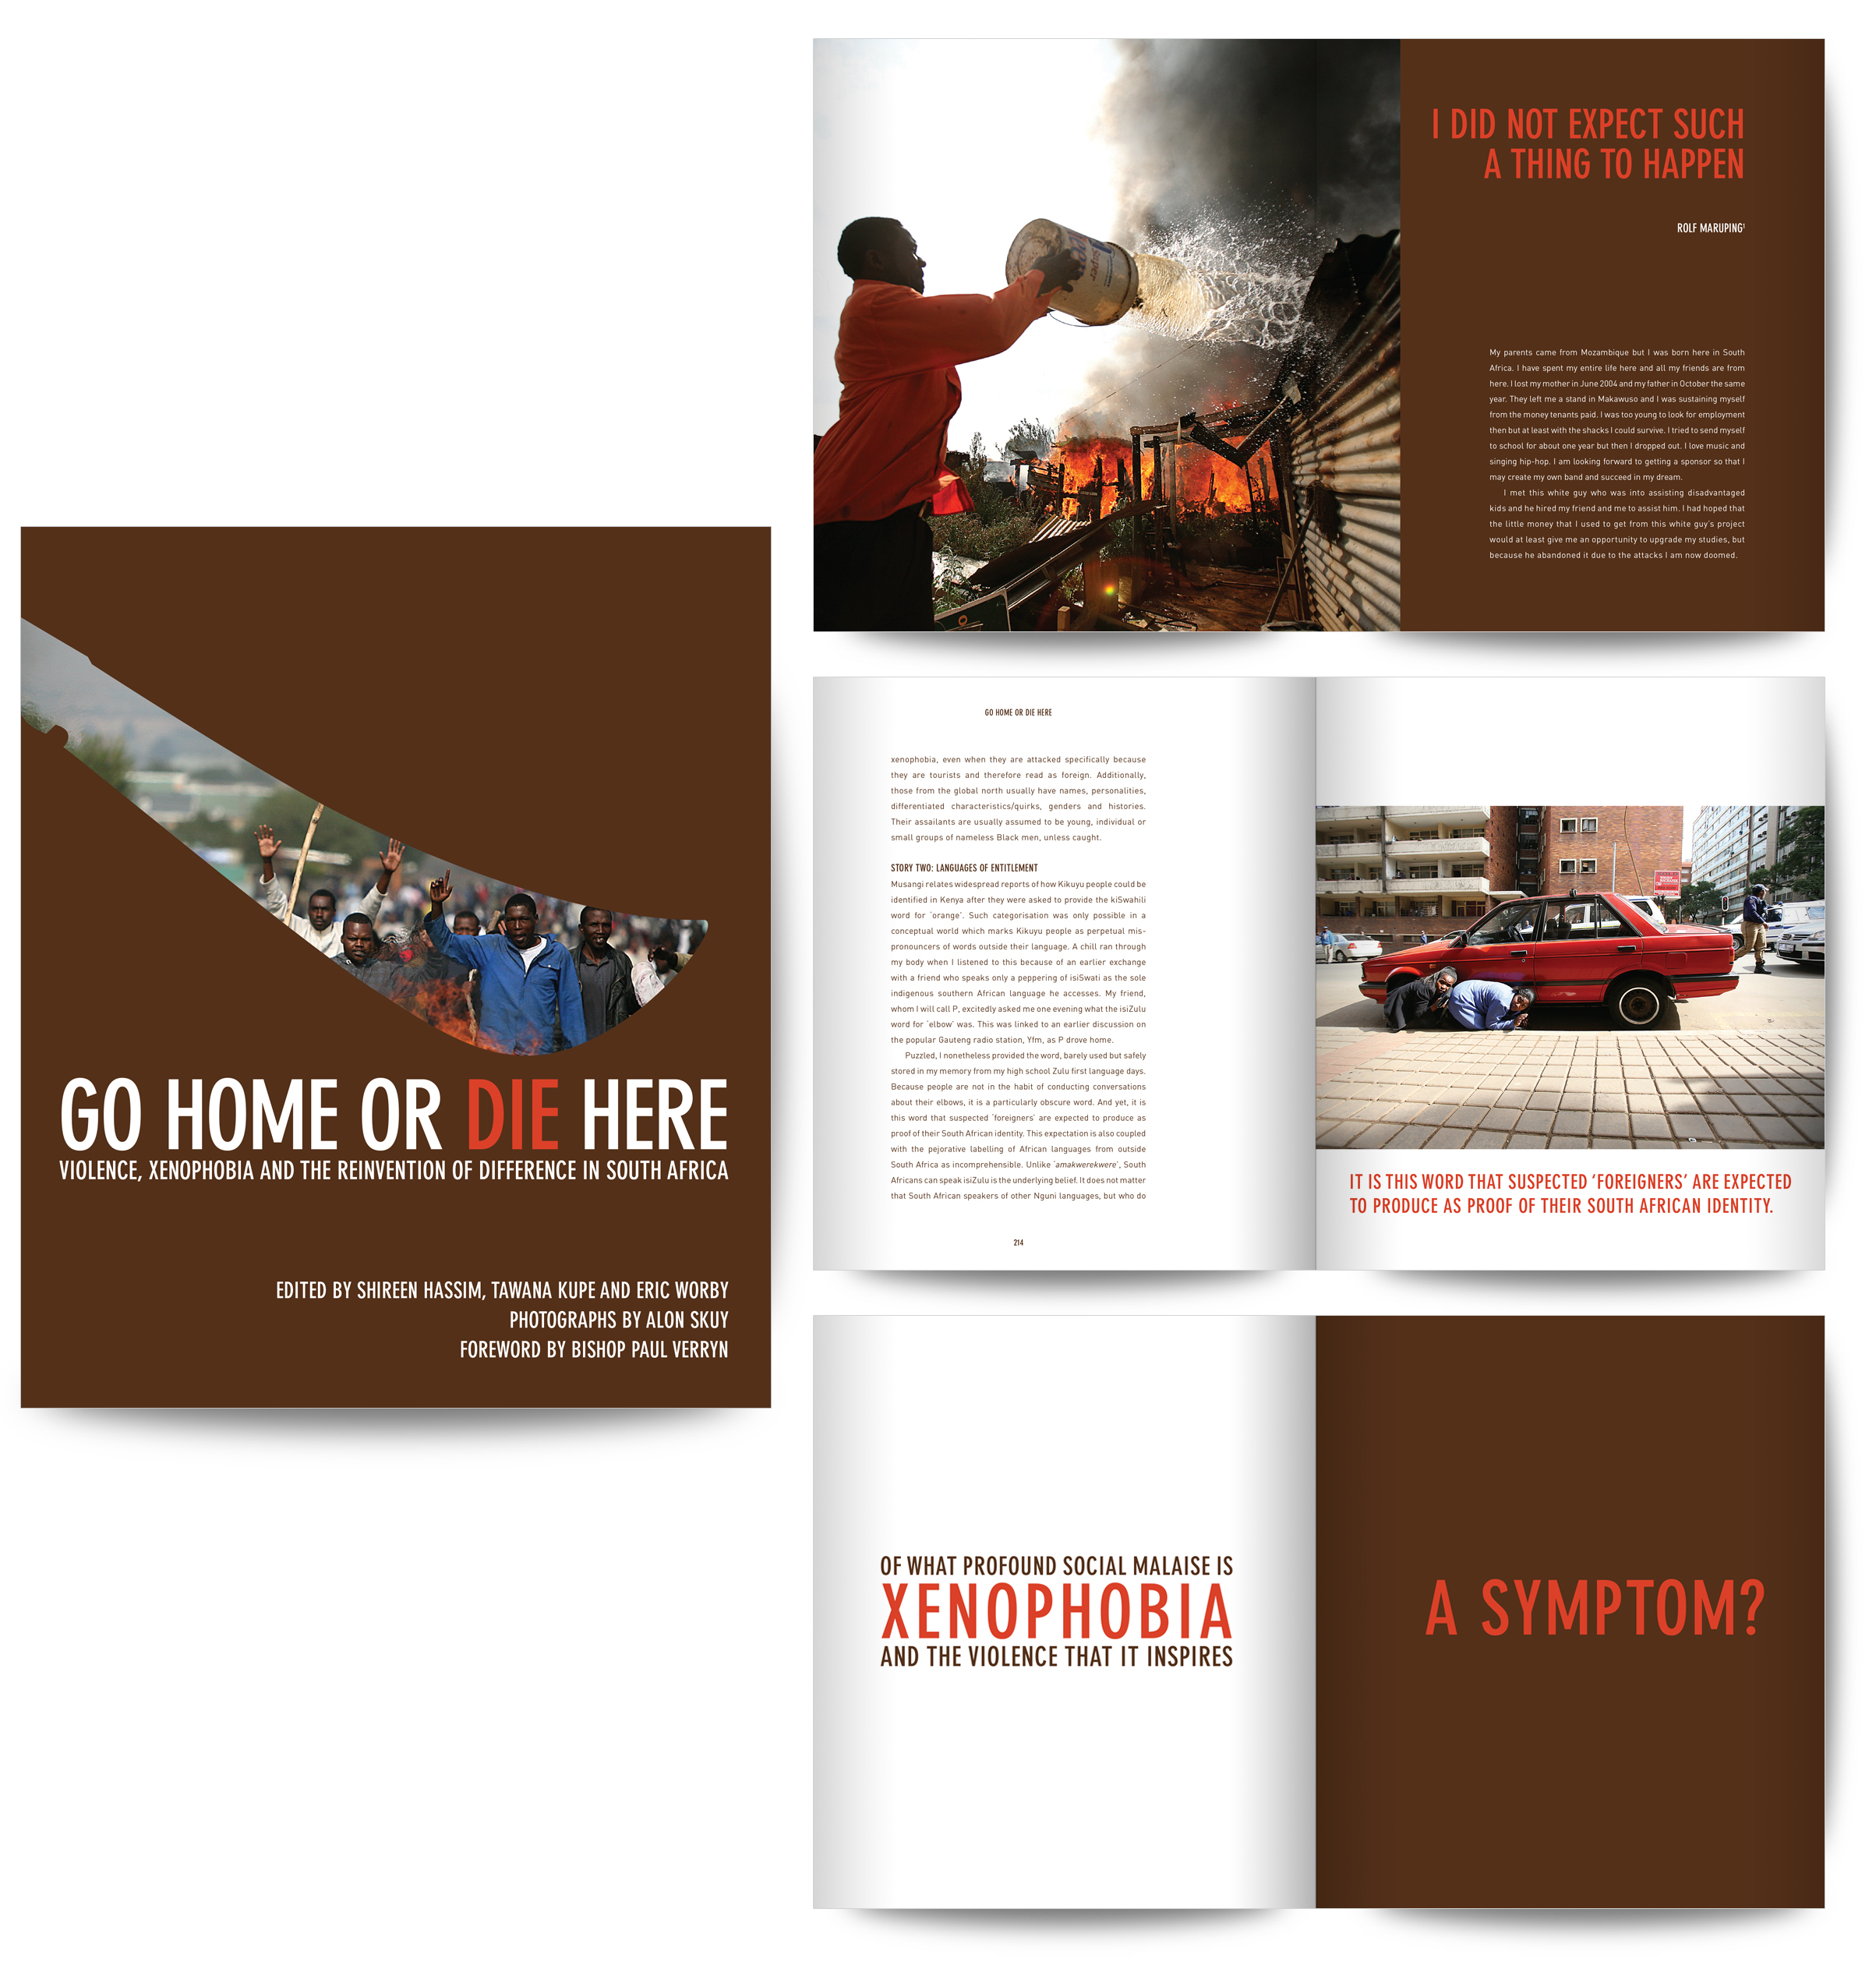 GO HOME OR DIE HERE
VIOLENCE, XENOPHOBIA AND THE REINVENTION OF DIFFERENCE IN SOUTH AFRICA
EDITED BY SHIREEN HASSIM, TAWANA KUPE AND ERIC WORBY
PHOTOGRAPHS BY ALON SKUY
FOREWORD BY BISHOP PAUL VERRYN
I DID NOT EXPECT SUCH
A THING TO HAPPEN
ROLF MARUPING¹
My parents came from Mozambique but I was born here in South
Africa. I have spent my entire life here and all my friends are from
here. I lost my mother in June 2004 and my father in October the same
year. They left me a stand in Makawuso and I was sustaining myself
from the money tenants paid. I was too young to look for employment
then but at least with the shacks I could survive. I tried to send myself
to school for about one year but then I dropped out. I love music and
singing hip-hop. I am looking forward to getting a sponsor so that I
may create my own band and succeed in my dream.
I met this white guy who was into assisting disadvantaged
kids and he hired my friend and me to assist him. I had hoped that
the little money that I used to get from this white guy's project
would at least give me an opportunity to upgrade my studies, but
because he abandoned it due to the attacks I am now doomed.
GO HOME OR DIE HERE
xenophobia, even when they are attacked specifically because
they are tourists and therefore read as foreign. Additionally,
those from the global north usually have names, personalities,
differentiated characteristics/quirks, genders and histories.
Their assailants are usually assumed to be young, individual or
small groups of nameless Black men, unless caught.
STORY TWO: LANGUAGES OF ENTITLEMENT
Musangi relates widespread reports of how Kikuyu people could be
identified in Kenya after they were asked to provide the kiSwahili
word for 'orange'. Such categorisation was only possible in a
conceptual world which marks Kikuyu people as perpetual mis-
pronouncers of words outside their language. A chill ran through
my body when I listened to this because of an earlier exchange
with a friend who speaks only a peppering of isiSwati as the sole
indigenous southern African language he accesses. My friend,
whom I will call P, excitedly asked me one evening what the isiZulu
word for 'elbow' was. This was linked to an earlier discussion on
the popular Gauteng radio station, Yfm, as P drove home.
Puzzled, I nonetheless provided the word, barely used but safely
stored in my memory from my high school Zulu first language days.
Because people are not in the habit of conducting conversations
about their elbows, it is a particularly obscure word. And yet, it is
this word that suspected 'foreigners' are expected to produce as
proof of their South African identity. This expectation is also coupled
with the pejorative labelling of African languages from outside
South Africa as incomprehensible. Unlike 'amakwerekwere', South
Africans can speak isiZulu is the underlying belief. It does not matter
that South African speakers of other Nguni languages, but who do
214
IT IS THIS WORD THAT SUSPECTED 'FOREIGNERS' ARE EXPECTED
TO PRODUCE AS PROOF OF THEIR SOUTH AFRICAN IDENTITY.
OF WHAT PROFOUND SOCIAL MALAISE IS
XENOPHOBIA
AND THE VIOLENCE THAT IT INSPIRES
A SYMPTOM?